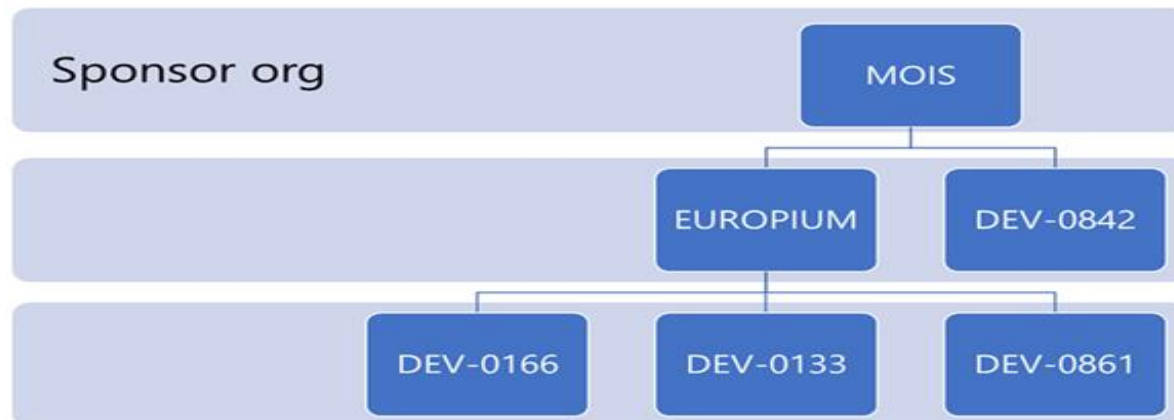 Sponsor org
MOIS
EUROPIUM
DEV-0842
DEV-0166
DEV-0133
DEV-0861